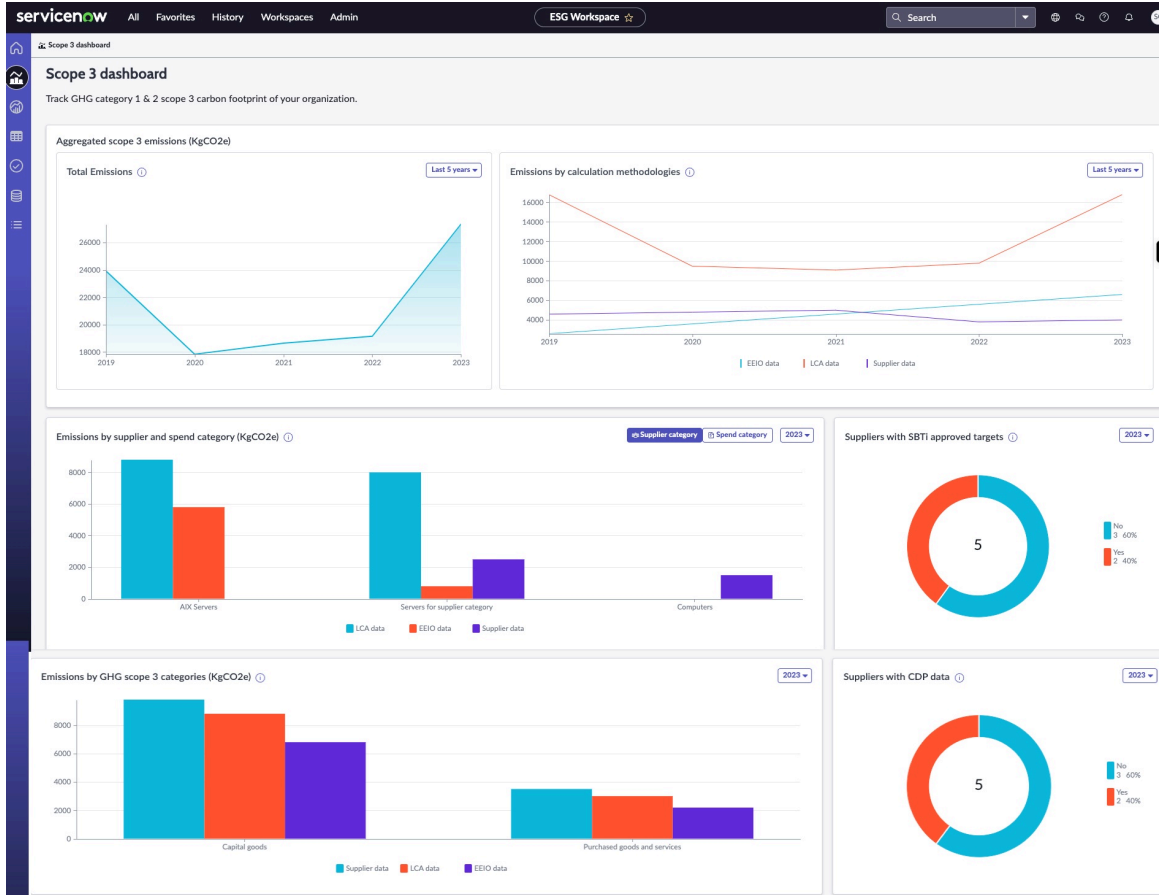 servicenow All Favorites History Workspaces Admin ESG Workspace Search
Scope 3 dashboard
Scope 3 dashboard
Track GHG category 1 & 2 scope 3 carbon footprint of your organization.
Aggregated scope 3 emissions (KgCO2e)
Total Emissions
Last 5 years
26000
24000
22000
20000
18000
2019 2020 2021 2022 2023
Emissions by calculation methodologies
Last 5 years
16000
14000
12000
10000
8000
6000
4000
2019 2020 2021 2022 2023
EEIO data LCA data Supplier data
Emissions by supplier and spend category (KgCO2e)
Supplier category Spend category 2023
8000
6000
4000
2000
0
AIX Servers Servers for supplier category Computers
LCA data EEIO data Supplier data
Suppliers with SBTi approved targets
2023
5
No
3 60%
Yes
2 40%
Emissions by GHG scope 3 categories (KgCO2e)
2023
8000
6000
4000
2000
0
Capital goods Purchased goods and services
Supplier data LCA data EEIO data
Suppliers with CDP data
2023
5
No
3 60%
Yes
2 40%